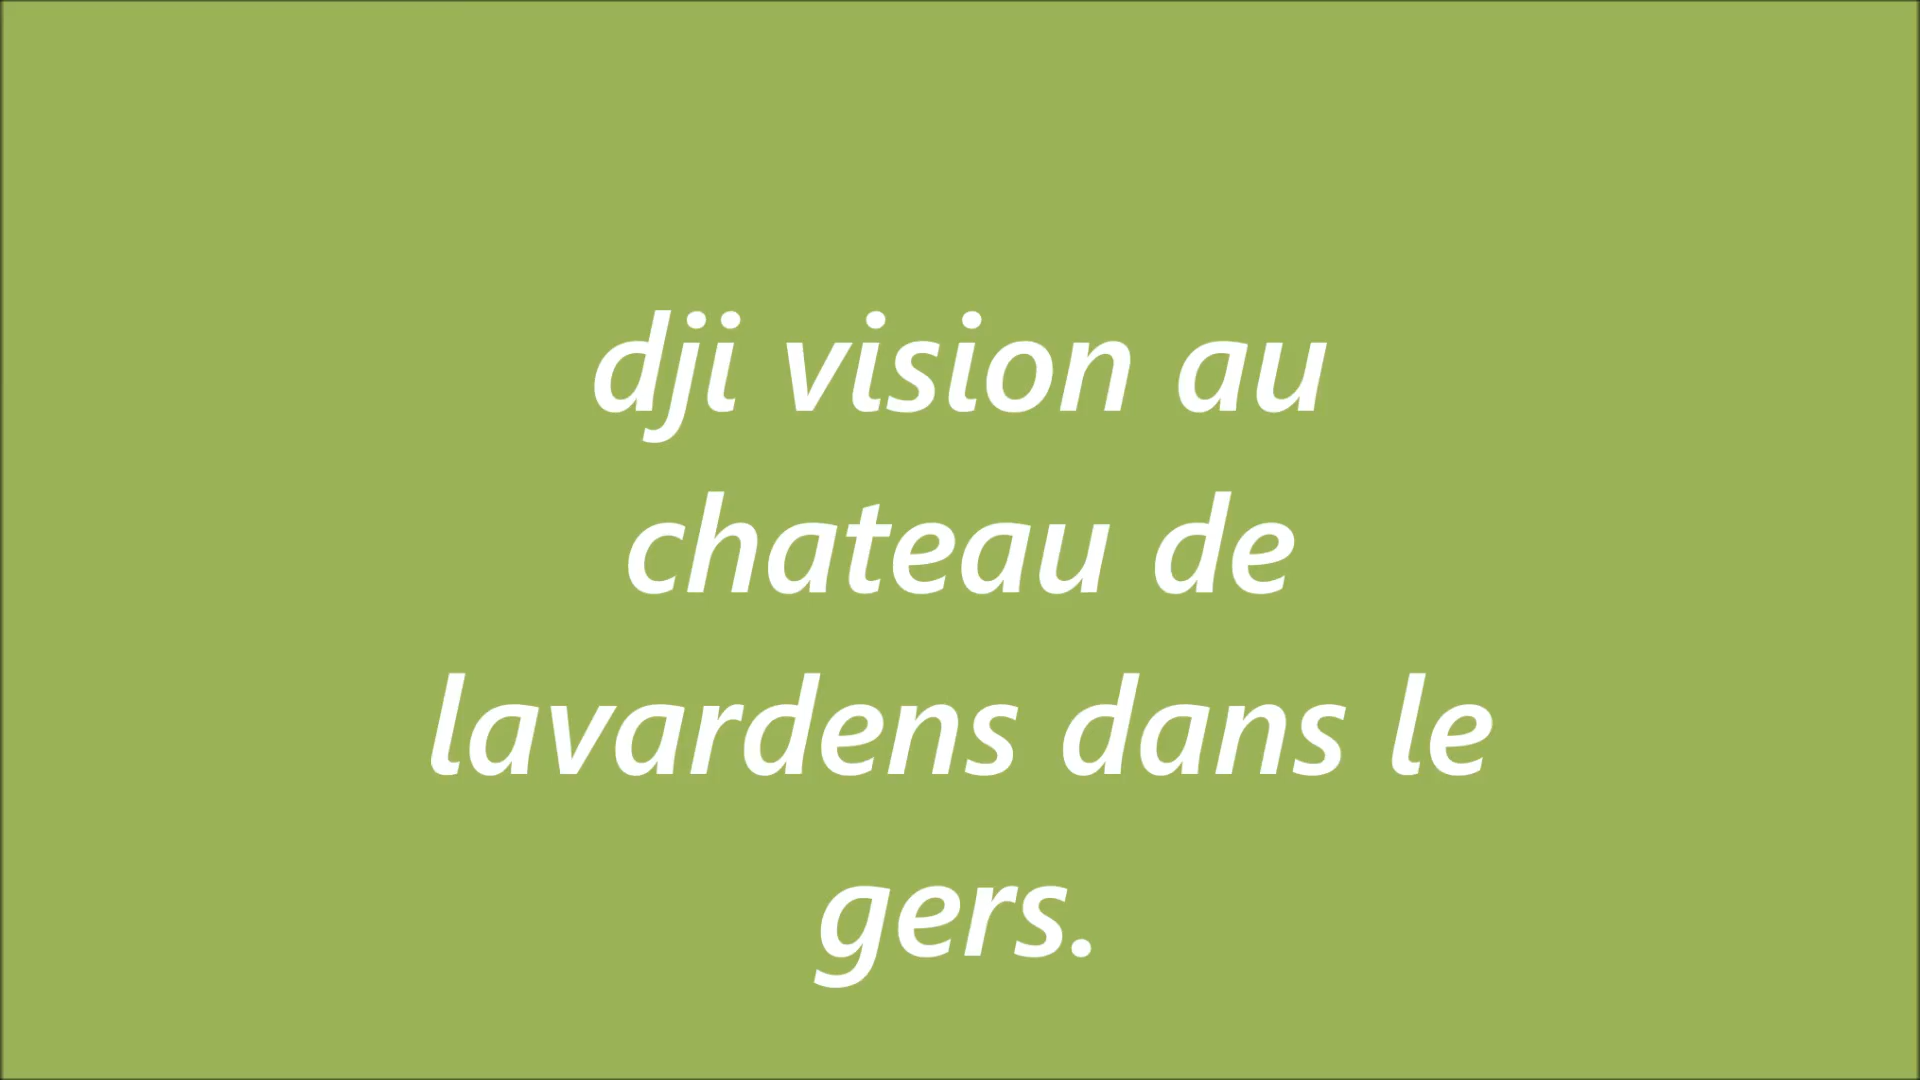 dji vision au
chateau de
lavardens dans le
gers.